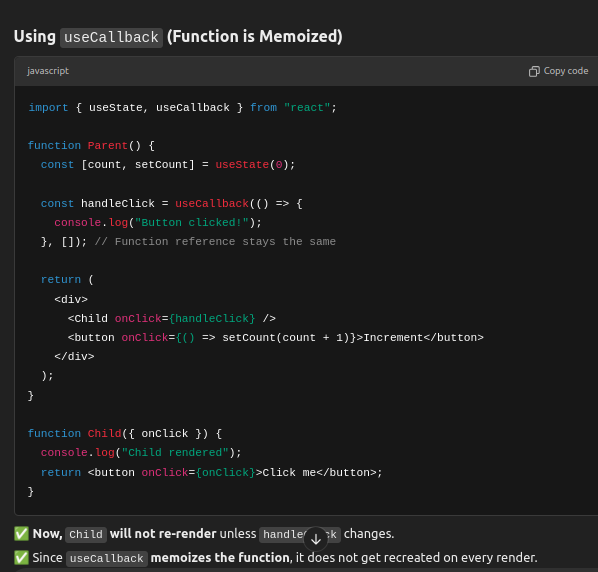 Using useCallback (Function is Memoized)
javascript
Copy code
import { useState, useCallback } from "react";
function Parent() {
const [count, setCount] = useState(0);
const handleClick = useCallback(() => {
console.log("Button clicked!");
}, []); // Function reference stays the same
return (
<div>
<Child onClick={handleClick} />
<button onClick={() => setCount(count + 1)}>Increment</button>
</div>
);
}
function Child({ onClick }) {
console.log("Child rendered");
return <button onClick={onClick}>Click me</button>;
}
✅ Now, Child will not re-render unless changes.
✅ Since useCallback memoizes the function, it does not get recreated on every render.